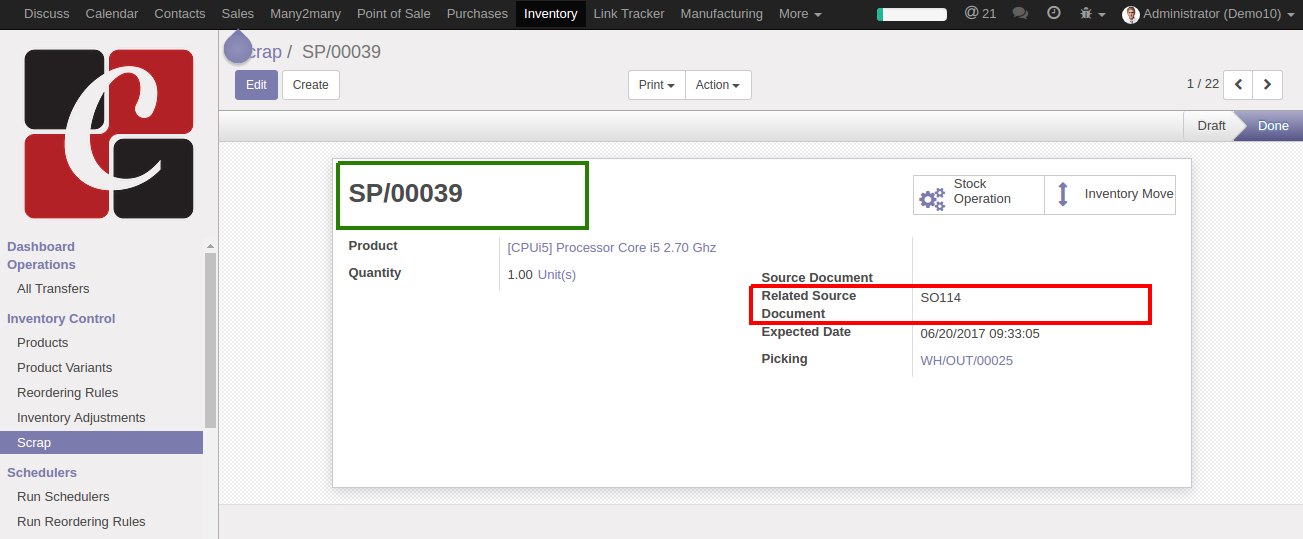 Discuss Calendar Contacts Sales Many2many Point of Sale Purchases Inventory Link Tracker Manufacturing More @ 21 Administrator (Demo10)
crap / SP/00039
Edit Create Print Action 1 / 22
Draft Done
C
SP/00039
Stock
Operation
Inventory Move
Product [CPUi5] Processor Core i5 2.70 Ghz
Quantity 1.00 Unit(s)
Source Document
Related Source
Document
SO114
Expected Date 06/20/2017 09:33:05
Picking WH/OUT/00025
Dashboard
Operations
All Transfers
Inventory Control
Products
Product Variants
Reordering Rules
Inventory Adjustments
Scrap
Schedulers
Run Schedulers
Run Reordering Rules